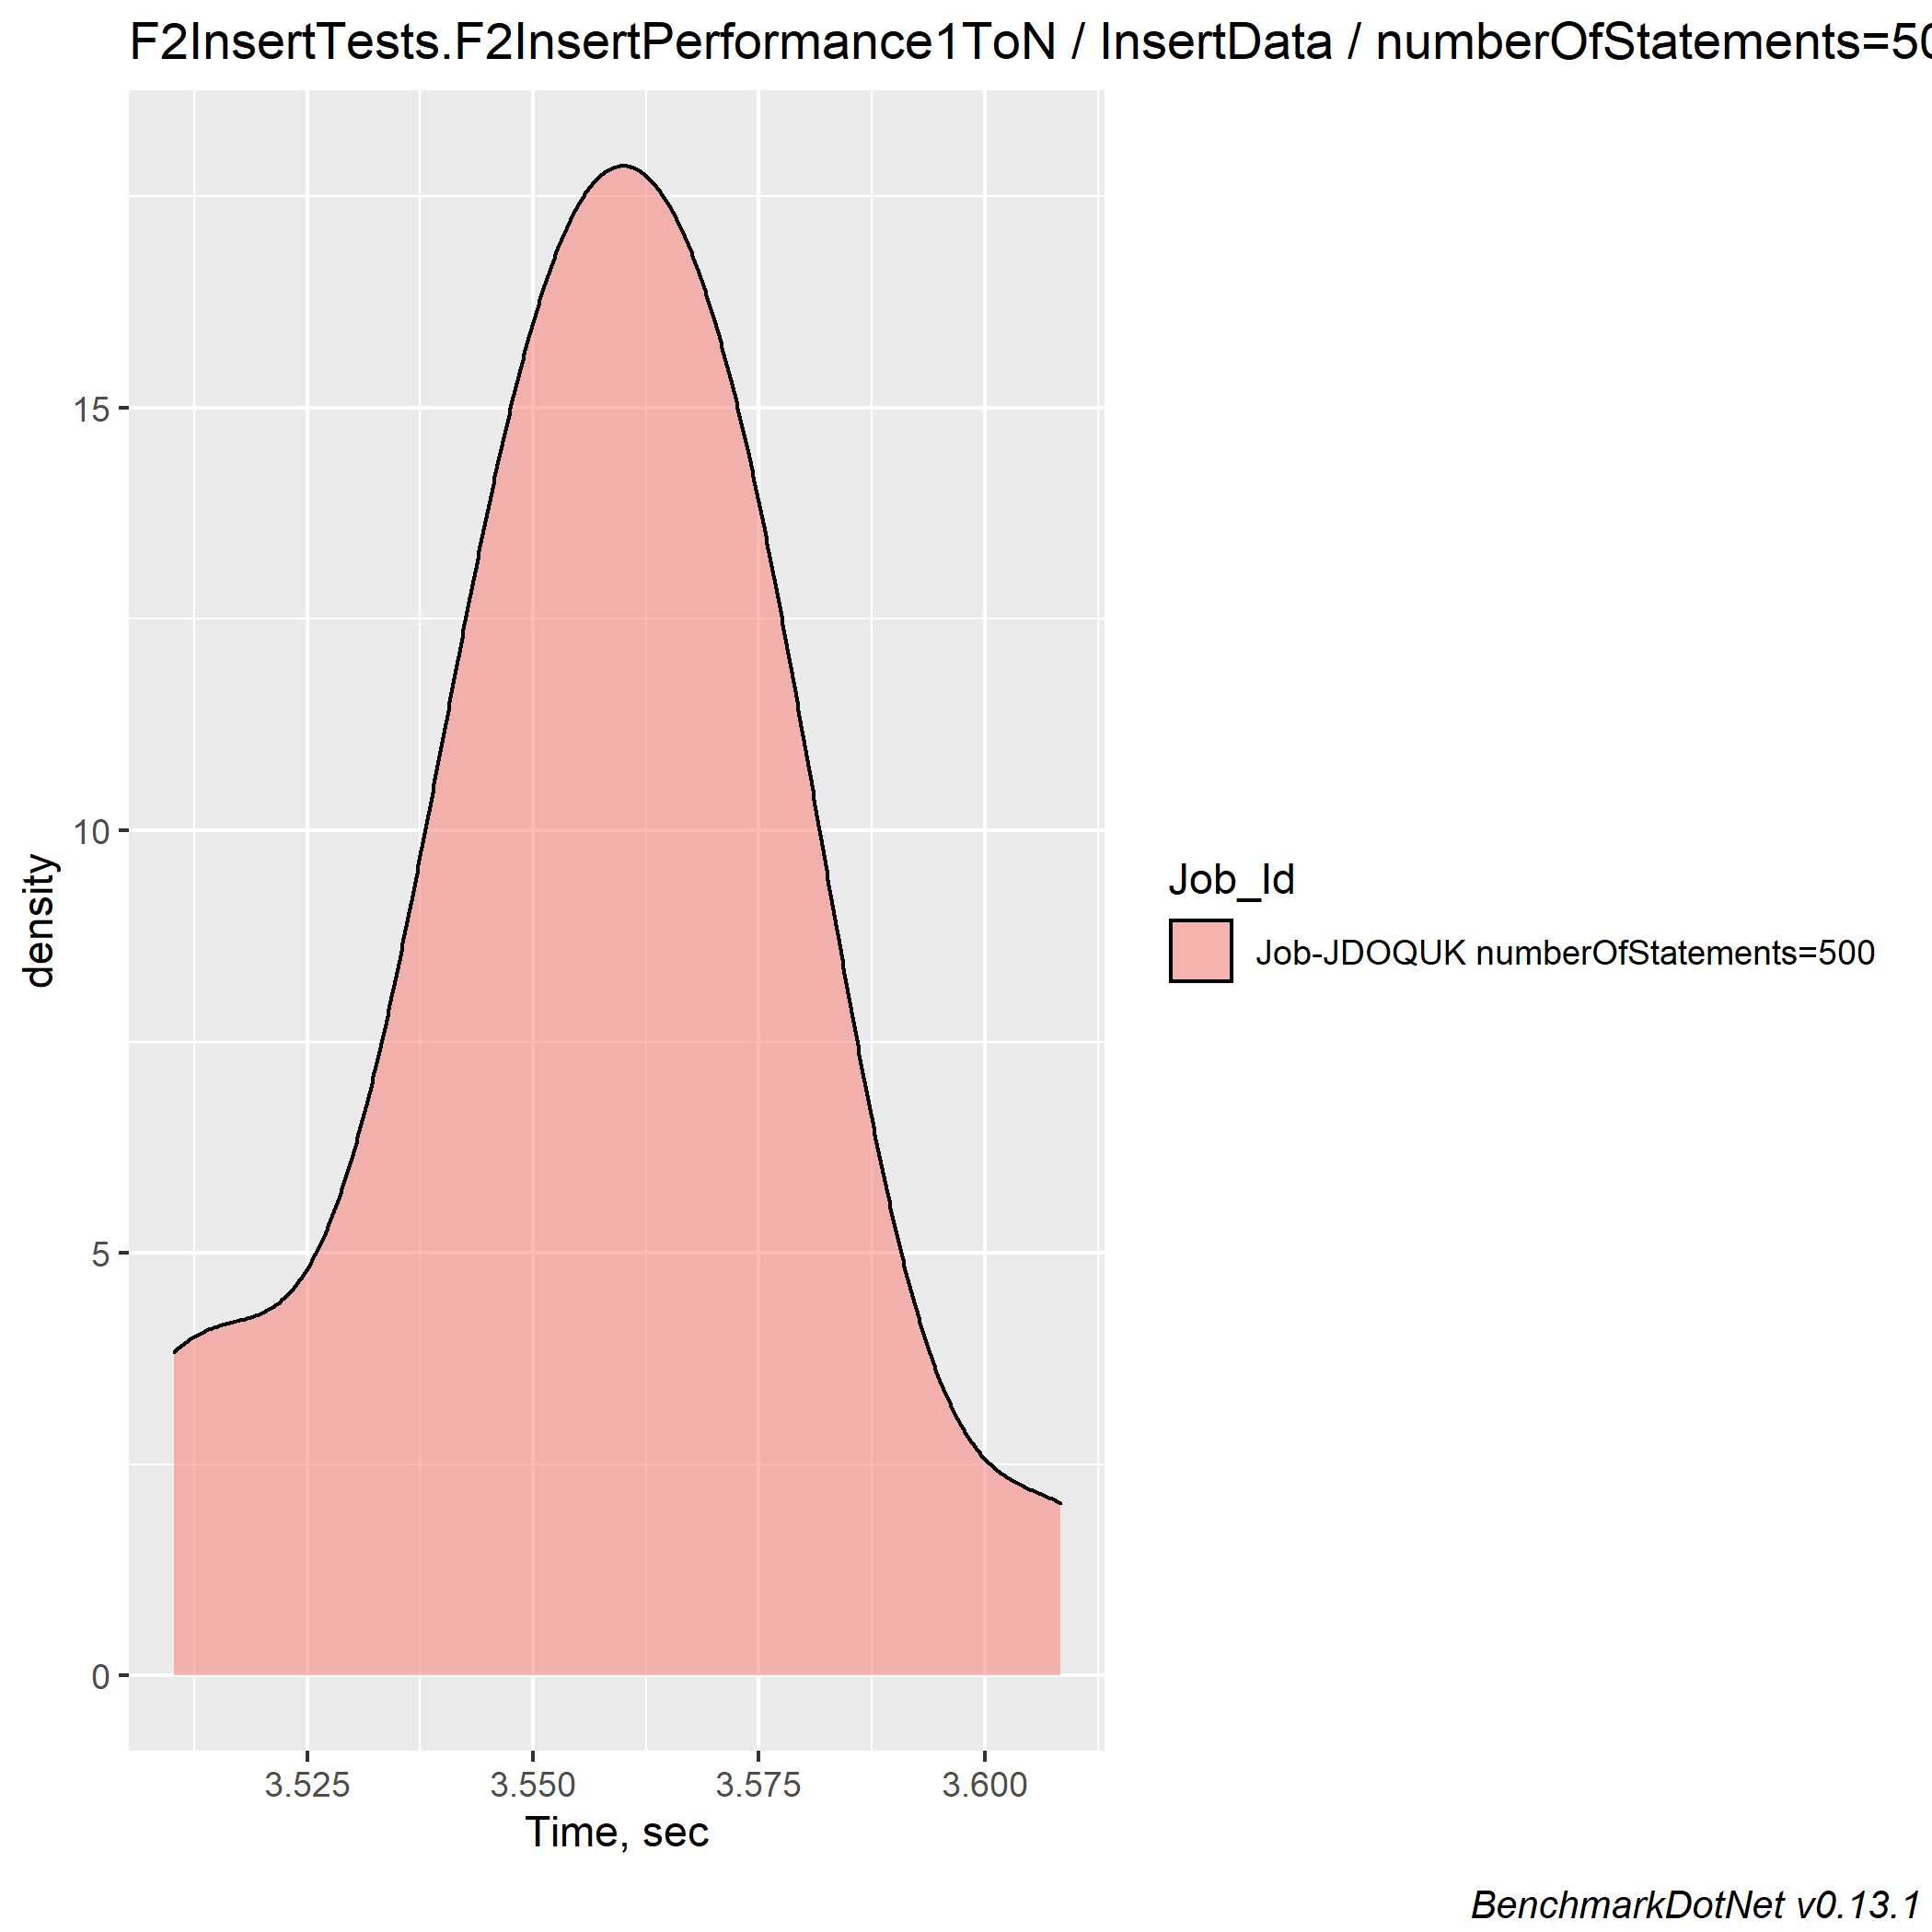 F2InsertTests.F2InsertPerformance1ToN / InsertData / numberOfStatements=50
15
10
5
0
density
3.525 3.550 3.575 3.600
Time, sec
Job_Id
Job-JDOQUK numberOfStatements=500
BenchmarkDotNet v0.13.1